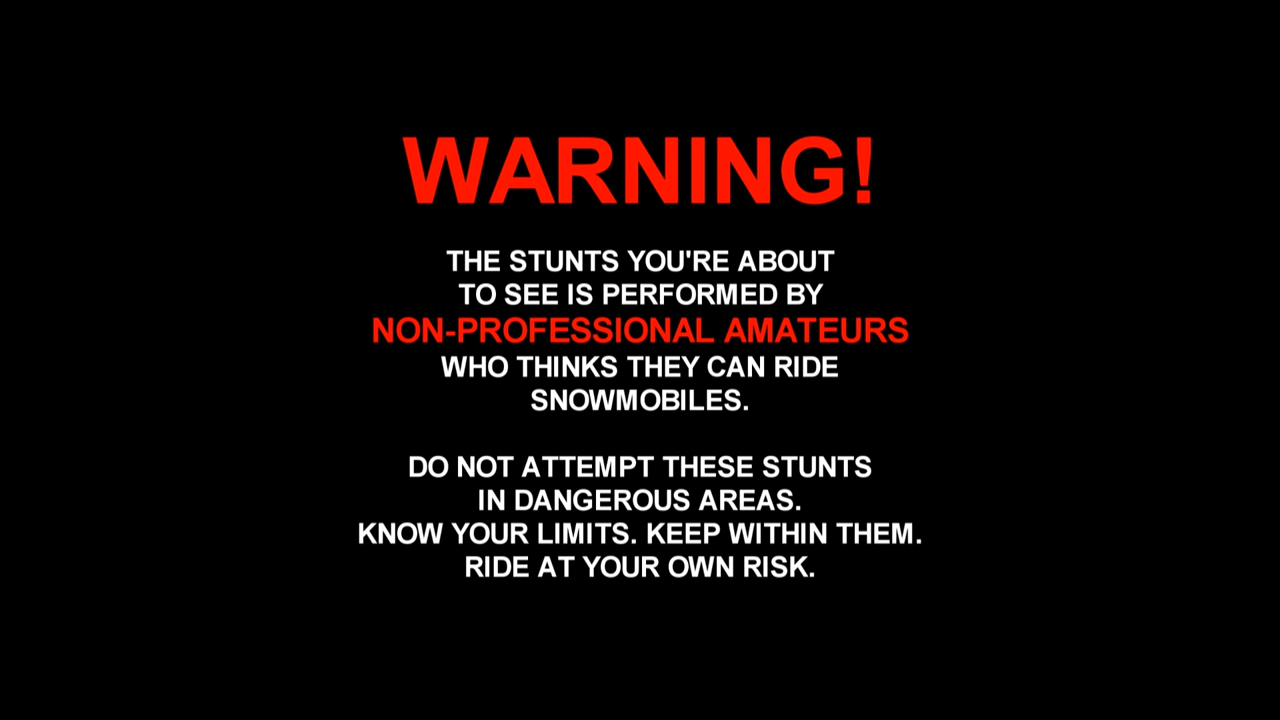 WARNING!
THE STUNTS YOU'RE ABOUT
TO SEE IS PERFORMED BY
NON-PROFESSIONAL AMATEURS
WHO THINKS THEY CAN RIDE
SNOWMOBILES.
DO NOT ATTEMPT THESE STUNTS
IN DANGEROUS AREAS.
KNOW YOUR LIMITS. KEEP WITHIN THEM.
RIDE AT YOUR OWN RISK.